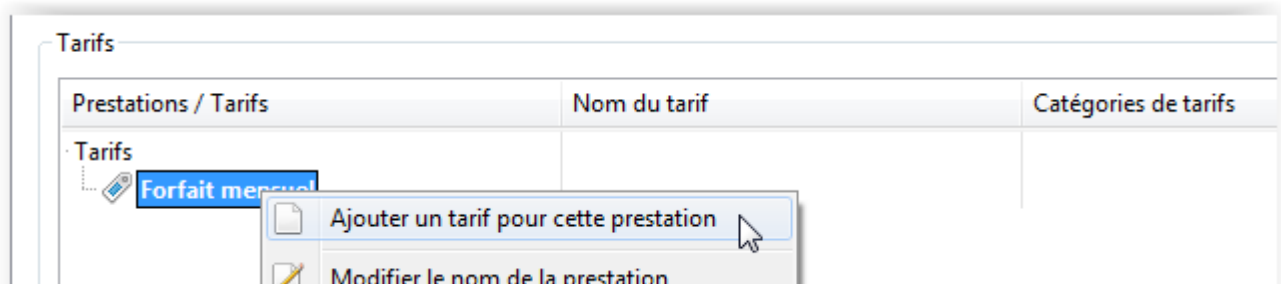 Tarifs
Prestations / Tarifs Nom du tarif Catégories de tarifs
Tarifs
Forfait mensuel
Ajouter un tarif pour cette prestation
Modifier le nom de la prestation